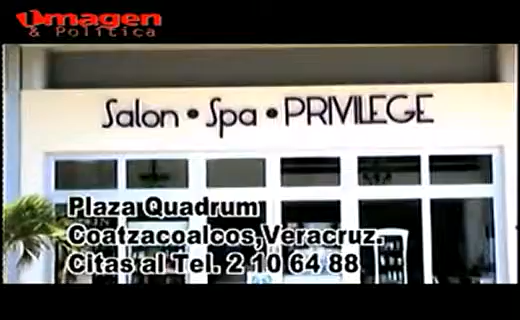 Imagen
& Política
Salon • Spa • PRIVILEGE
Plaza Quadrum
Coatzacoalcos,Veracruz.
Citas al Tel. 2 10 64 88